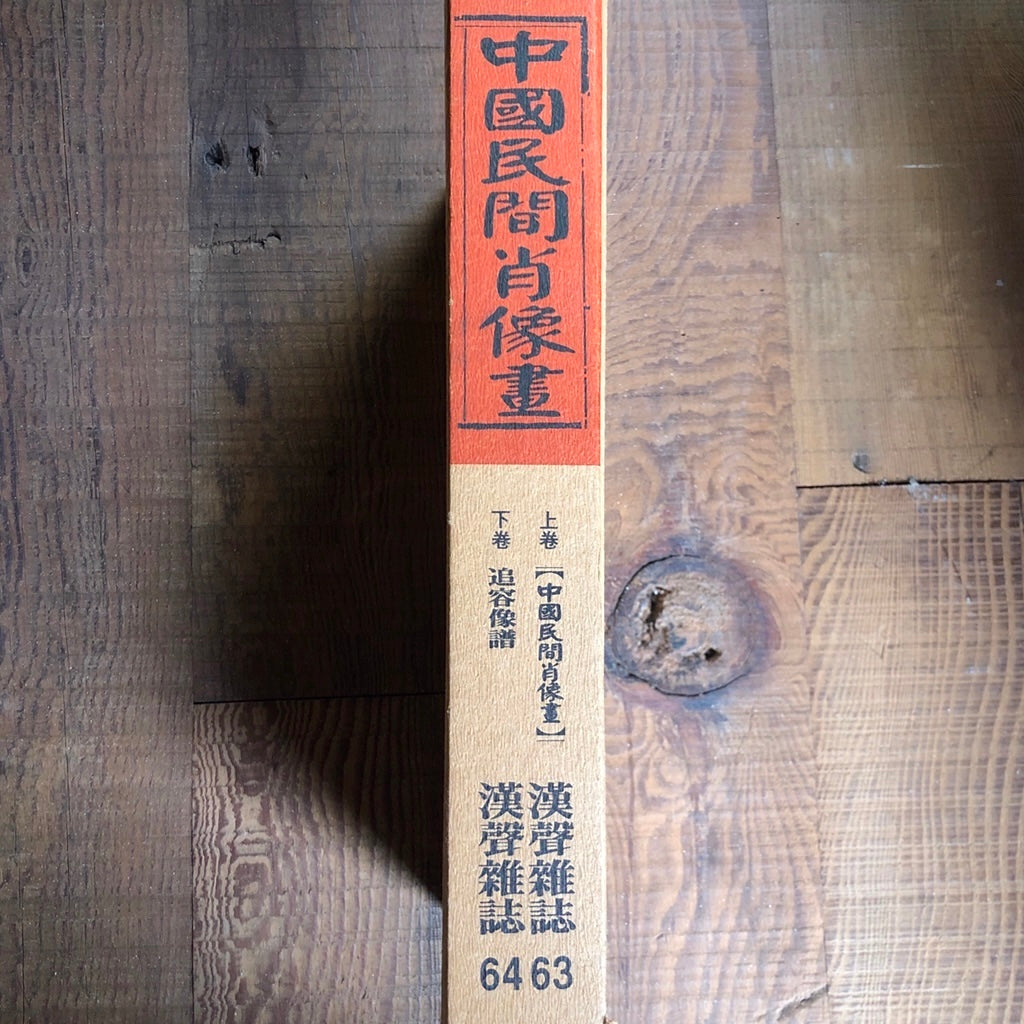 中國民間肖像畫
上卷【中國民間肖像畫】
下卷 追容像譜
漢聲雜誌 63
漢聲雜誌 64